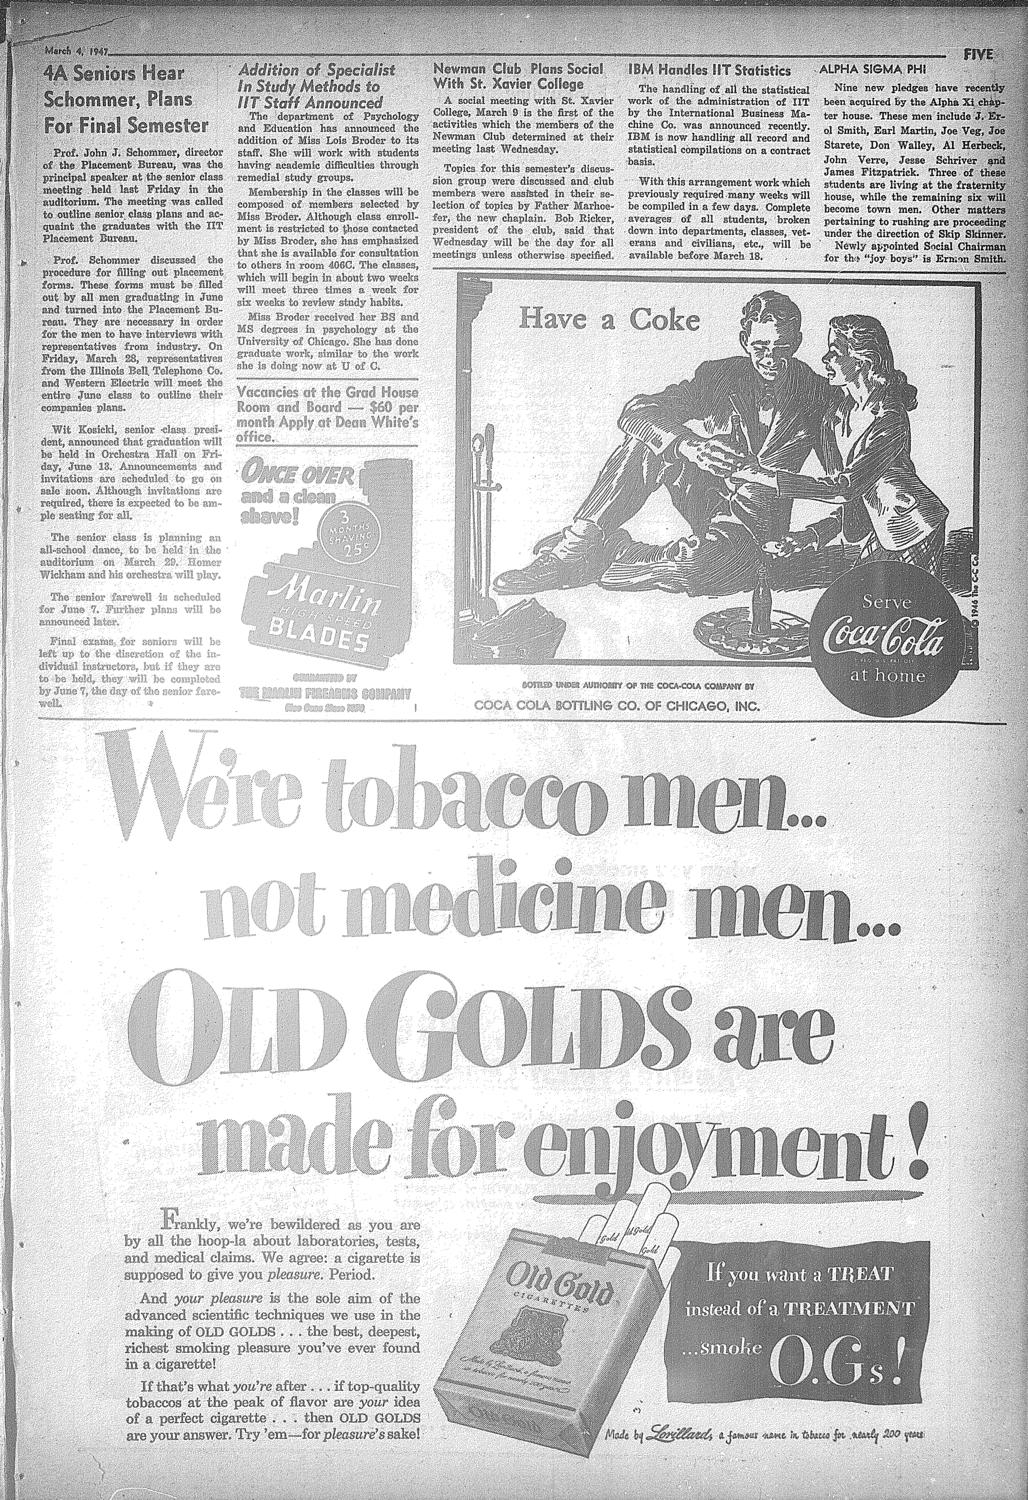 March 4, 1947
FIVE
4A Seniors Hear
Schommer, Plans
For Final Semester
Prof. John J. Schommer, director
of the Placement Bureau, was the
principal speaker at the senior class
meeting held last Friday in the
auditorium. The meeting was called
to outline senior class plans and ac-
quaint the graduates with the IIT
Placement Bureau.
Prof. Schommer discussed the
procedure for filling out placement
forms. These forms must be filled
out by all men graduating in June
and turned into the Placement Bu-
reau. They are necessary in order
for the men to have interviews with
representatives from industry. On
Friday, March 28, representatives
from the Illinois Bell Telephone Co.
and Western Electric will meet the
entire June class to outline their
companies plans.
Wit Kosicki, senior class presi-
dent, announced that graduation will
be held in Orchestra Hall on Fri-
day, June 13. Announcements and
invitations are scheduled to go on
sale soon. Although invitations are
required, there is expected to be am-
ple seating for all.
The senior class is planning an
all-school dance, to be held in the
auditorium on March 29. Homer
Wickham and his orchestra will play.
The senior farewell is scheduled
for June 7. Further plans will be
announced later.
Final exams for seniors will be
left up to the discretion of the in-
dividual instructors, but if they are
to be held, they will be completed
by June 7, the day of the senior fare-
well.
Addition of Specialist
In Study Methods to
IIT Staff Announced
The department of Psychology
and Education has announced the
addition of Miss Lois Broder to its
staff. She will work with students
having academic difficulties through
remedial study groups.
Membership in the classes will be
composed of members selected by
Miss Broder. Although class enroll-
ment is restricted to those contacted
by Miss Broder, she has emphasized
that she is available for consultation
to others in room 406C. The classes,
which will begin in about two weeks
will meet three times a week for
six weeks to review study habits.
Miss Broder received her BS and
MS degrees in psychology at the
University of Chicago. She has done
graduate work, similar to the work
she is doing now at U of C.
Vacancies at the Grad House
Room and Board — $60 per
month Apply at Dean White's
office.
ONCE OVER
and a clean
shave!
3
MONTHS
SHAVING
25¢
Marlin
HIGH SPEED
BLADES
GUARANTEED BY
THE MARLIN FIREARMS COMPANY
Fine Guns Since 1870
Newman Club Plans Social
With St. Xavier College
A social meeting with St. Xavier
College, March 9 is the first of the
activities which the members of the
Newman Club determined at their
meeting last Wednesday.
Topics for this semester's discus-
sion group were discussed and club
members were assisted in their se-
lection of topics by Father Marhoe-
fer, the new chaplain. Bob Ricker,
president of the club, said that
Wednesday will be the day for all
meetings unless otherwise specified.
IBM Handles IIT Statistics
The handling of all the statistical
work of the administration of IIT
by the International Business Ma-
chine Co. was announced recently.
IBM is now handling all record and
statistical compilations on a contract
basis.
With this arrangement work which
previously required many weeks will
be compiled in a few days. Complete
averages of all students, broken
down into departments, classes, vet-
erans and civilians, etc., will be
available before March 18.
ALPHA SIGMA PHI
Nine new pledges have recently
been acquired by the Alpha Xi chap-
ter house. These men include J. Er-
ol Smith, Earl Martin, Joe Veg, Joe
Starete, Don Walley, Al Herbeck,
John Verre, Jesse Schriver and
James Fitzpatrick. Three of these
students are living at the fraternity
house, while the remaining six will
become town men. Other matters
pertaining to rushing are proceeding
under the direction of Skip Skinner.
Newly appointed Social Chairman
for the "joy boys" is Ernon Smith.
Have a Coke
© 1946 The C-C Co.
Serve
Coca-Cola
at home
BOTTLED UNDER AUTHORITY OF THE COCA-COLA COMPANY BY
COCA COLA BOTTLING CO. OF CHICAGO, INC.
We're tobacco men...
not medicine men...
OLD GOLDS are
made for enjoyment!
Frankly, we're bewildered as you are
by all the hoop-la about laboratories, tests,
and medical claims. We agree: a cigarette is
supposed to give you pleasure. Period.
And your pleasure is the sole aim of the
advanced scientific techniques we use in the
making of OLD GOLDS . . . the best, deepest,
richest smoking pleasure you've ever found
in a cigarette!
If that's what you're after . . . if top-quality
tobaccos at the peak of flavor are your idea
of a perfect cigarette . . . then OLD GOLDS
are your answer. Try 'em—for pleasure's sake!
Gold
Old Gold
Gold
Old Gold
CIGARETTES
Old Gold
If you want a TREAT
instead of a TREATMENT
...smoke O.Gs!
Made by Lorillard, a famous name in tobacco for nearly 200 years